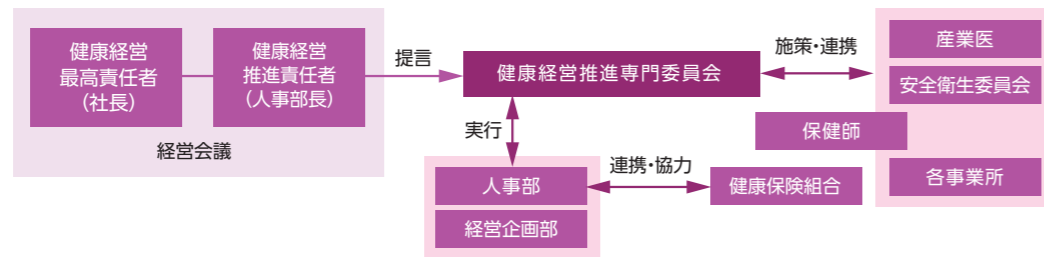 健康経営
最高責任者
（社長）
健康経営
推進責任者
（人事部長）
経営会議
提言
健康経営推進専門委員会
施策・連携
産業医
安全衛生委員会
保健師
各事業所
実行
人事部
経営企画部
連携・協力
健康保険組合